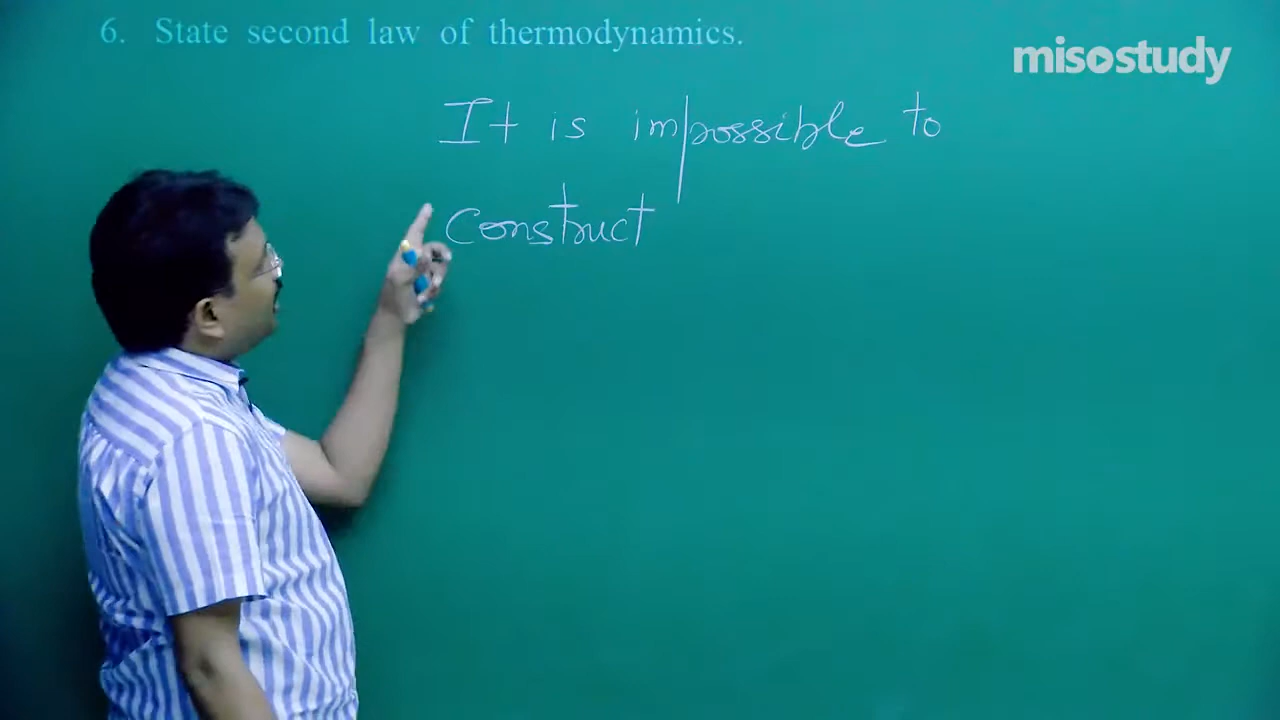 6. State second law of thermodynamics.
misostudy
It is impossible to
construct